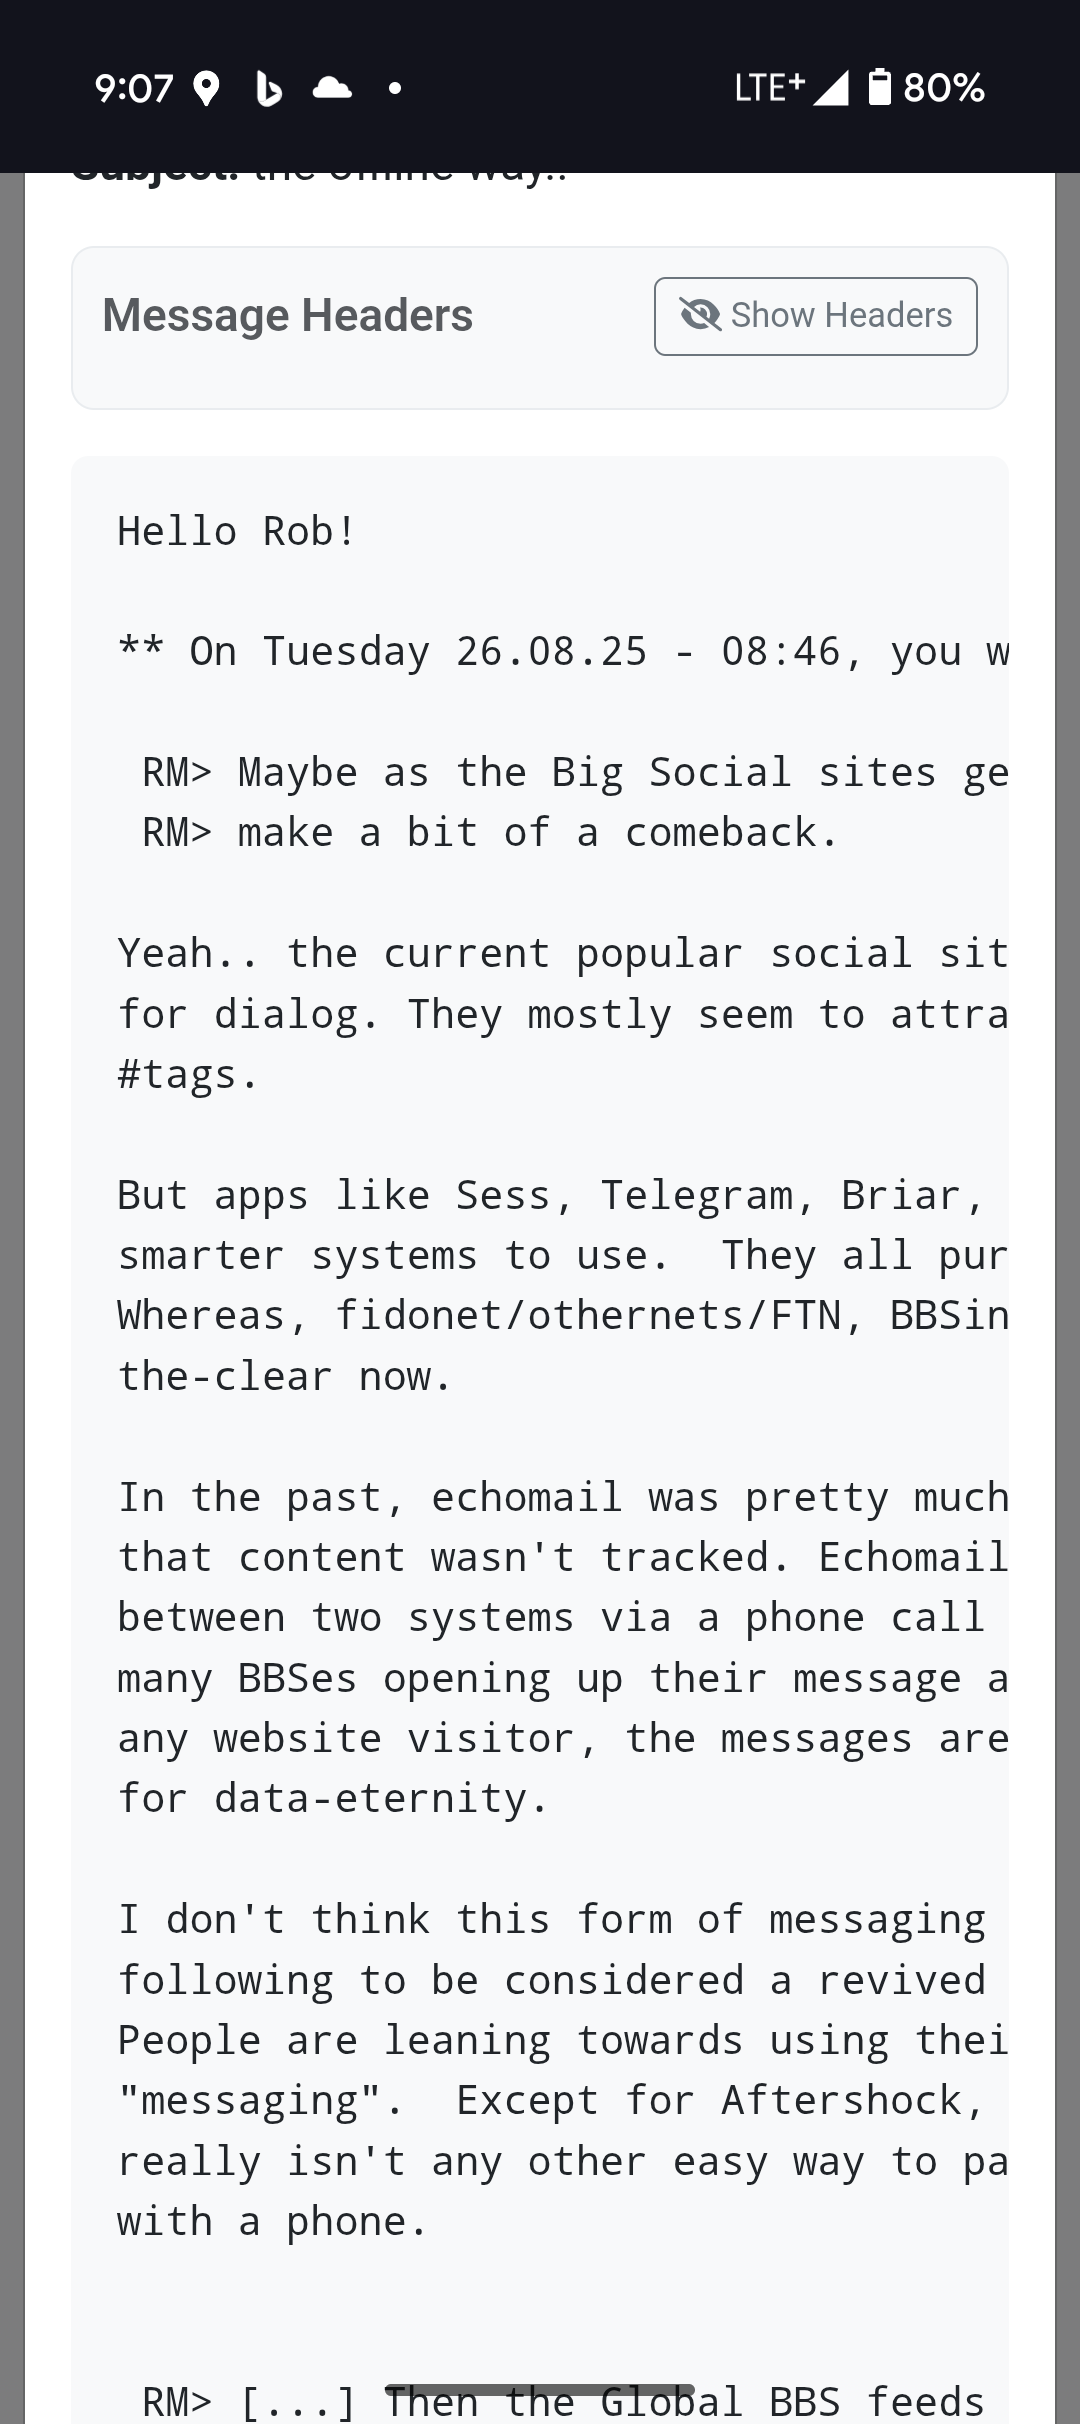 9:07 LTE+ 80%
Subject: the offline way..
Message Headers
Show Headers
Hello Rob!
** On Tuesday 26.08.25 - 08:46, you w
RM> Maybe as the Big Social sites ge
RM> make a bit of a comeback.
Yeah.. the current popular social sit
for dialog. They mostly seem to attra
#tags.
But apps like Sess, Telegram, Briar,
smarter systems to use.  They all pur
Whereas, fidonet/othernets/FTN, BBSin
the-clear now.
In the past, echomail was pretty much
that content wasn't tracked. Echomail
between two systems via a phone call
many BBSes opening up their message a
any website visitor, the messages are
for data-eternity.
I don't think this form of messaging
following to be considered a revived
People are leaning towards using thei
"messaging".  Except for Aftershock,
really isn't any other easy way to pa
with a phone.
RM> [...] Then the Global BBS feeds